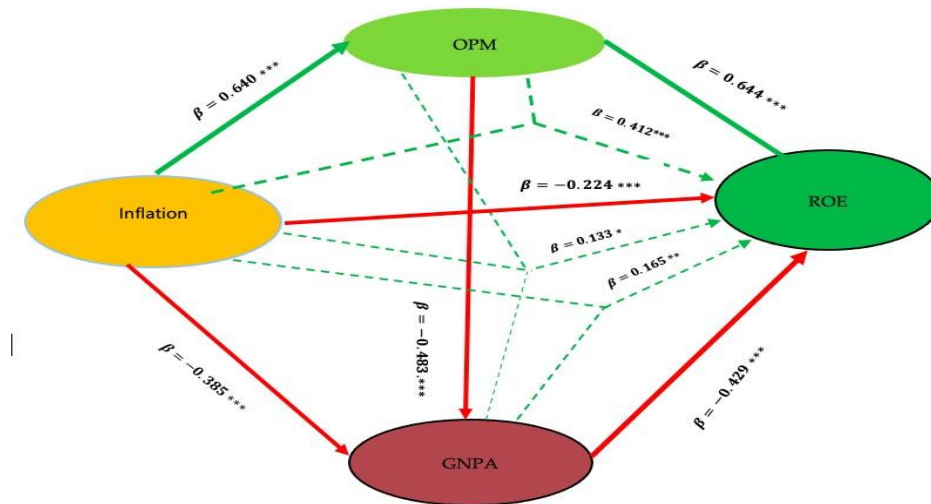 OPM
β = 0.640 ***
β = 0.644 ***
β = 0.412***
β = −0.224 ***
ROE
Inflation
β = 0.133 *
β = 0.165 **
β = −0.483.***
β = −0.385 ***
β = −0.429 ***
GNPA